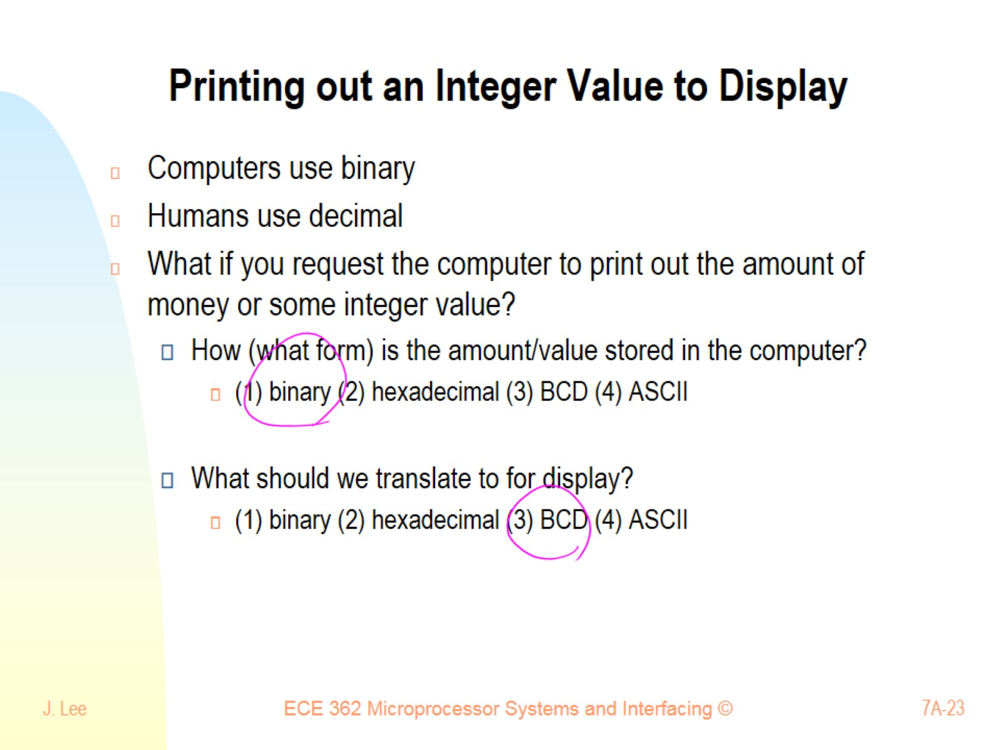 Printing out an Integer Value to Display
Computers use binary
Humans use decimal
What if you request the computer to print out the amount of
money or some integer value?
How (what form) is the amount/value stored in the computer?
(1) binary (2) hexadecimal (3) BCD (4) ASCII
What should we translate to for display?
(1) binary (2) hexadecimal (3) BCD (4) ASCII
J. Lee
ECE 362 Microprocessor Systems and Interfacing ©
7A-23